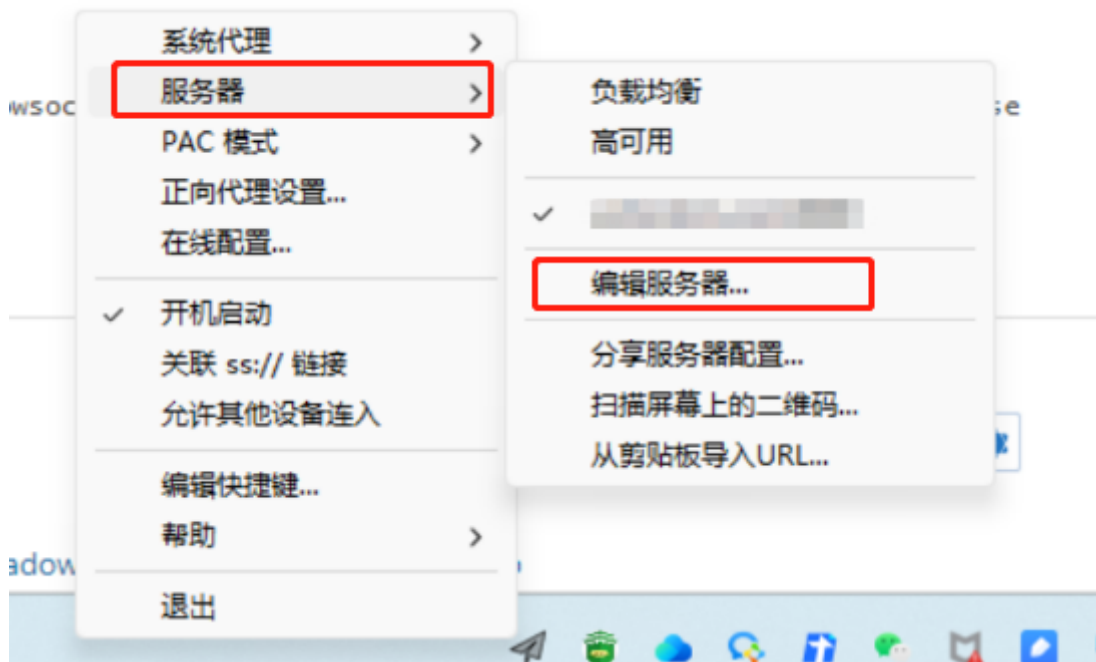 系统代理
服务器
PAC 模式
正向代理设置...
在线配置...
开机启动
关联 ss:// 链接
允许其他设备连入
编辑快捷键...
帮助
退出
负载均衡
高可用
编辑服务器...
分享服务器配置...
扫描屏幕上的二维码...
从剪贴板导入URL...
wsoc
se
adow